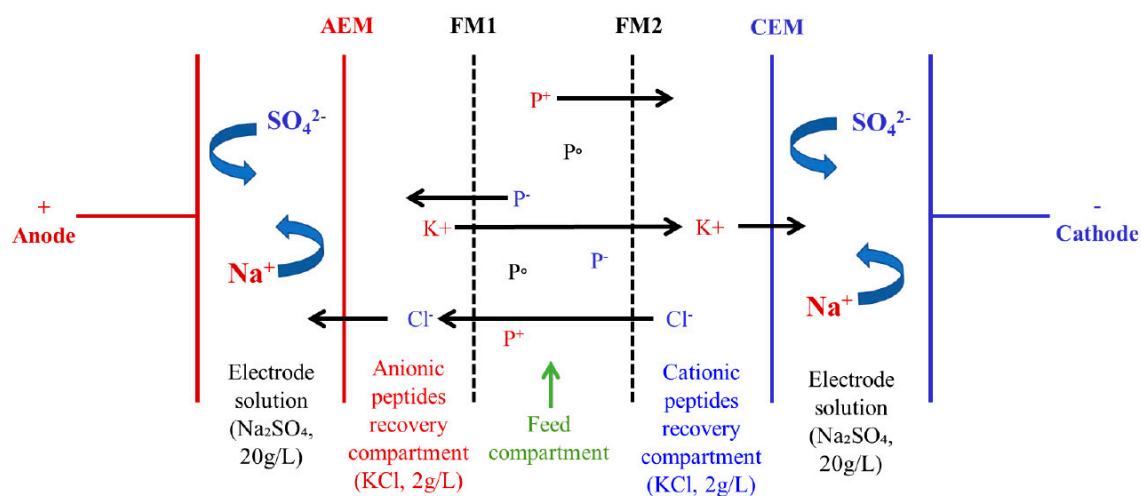 AEM
FM1
FM2
CEM
P⁺
SO₄²⁻
SO₄²⁻
P°
+
Anode
P⁻
-
Cathode
K+
K+
P⁻
Na⁺
P°
Na⁺
Cl⁻
Cl⁻
P⁺
Electrode
solution
(Na₂SO₄,
20g/L)
Anionic
peptides
recovery
compartment
(KCl, 2g/L)
Feed
compartment
Cationic
peptides
recovery
compartment
(KCl, 2g/L)
Electrode
solution
(Na₂SO₄,
20g/L)